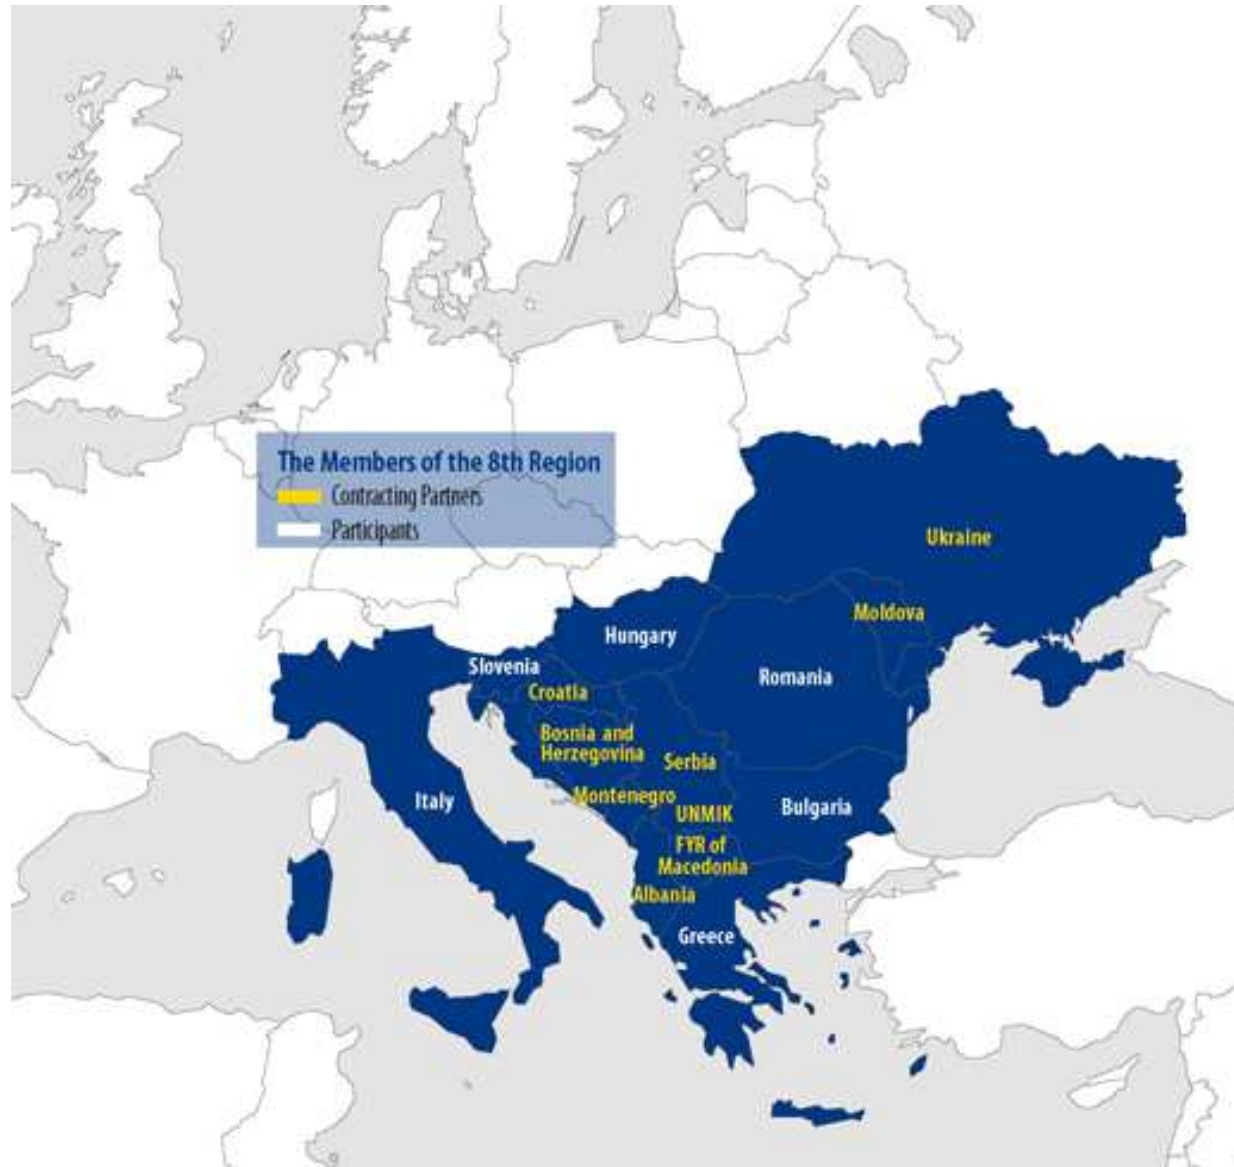 The Members of the 8th Region
Contracting Partners
Participants
Ukraine
Moldova
Hungary
Slovenia
Romania
Croatia
Bosnia and
Herzegovina
Serbia
Montenegro
Italy
UNMIK
Bulgaria
FYR of
Macedonia
Albania
Greece